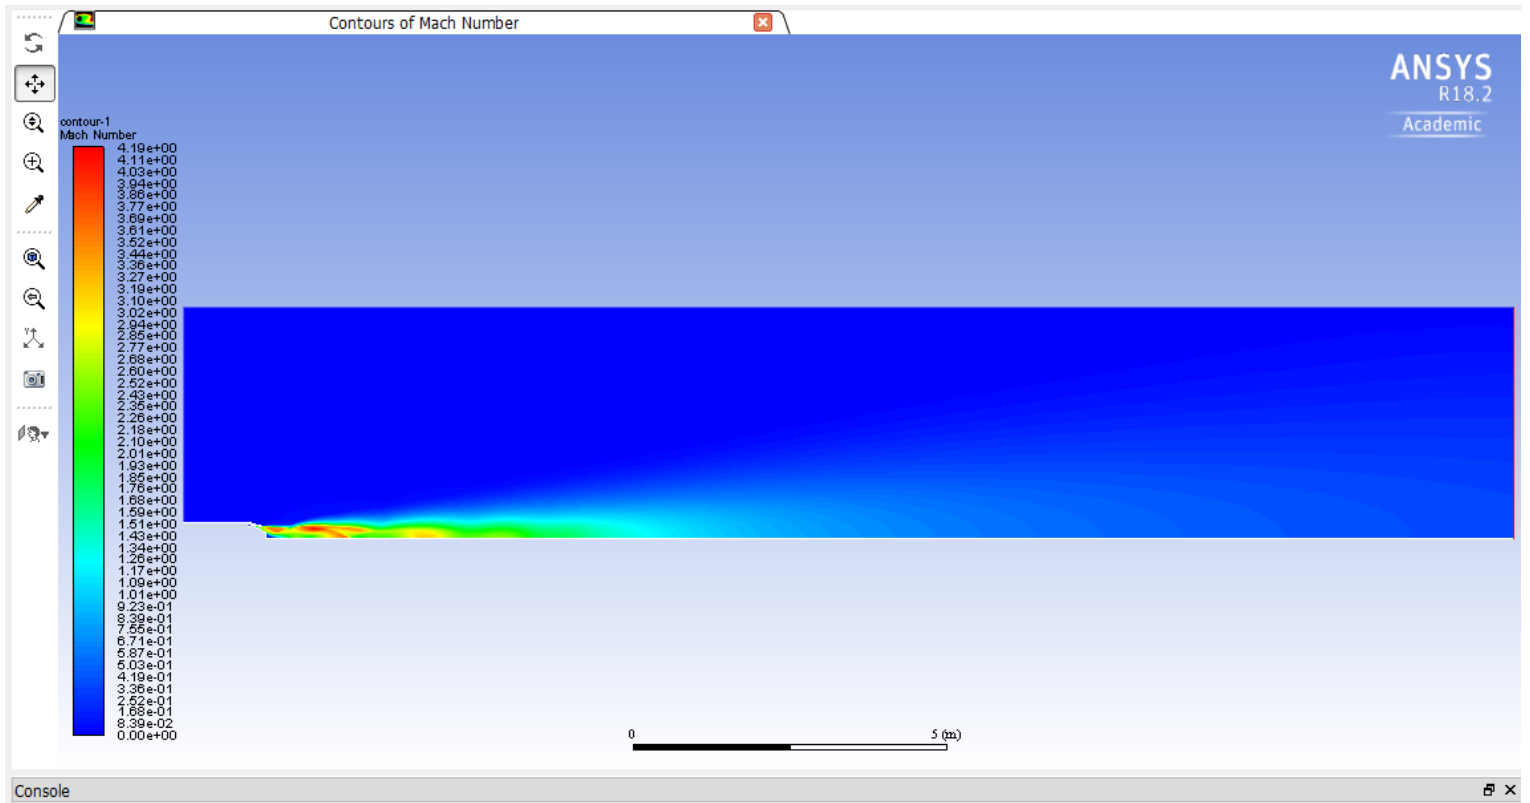 Contours of Mach Number
ANSYS
R18.2
Academic
contour-1
Mach Number
4.19e+00
4.11e+00
4.03e+00
3.94e+00
3.86e+00
3.77e+00
3.69e+00
3.61e+00
3.52e+00
3.44e+00
3.36e+00
3.27e+00
3.19e+00
3.10e+00
3.02e+00
2.94e+00
2.85e+00
2.77e+00
2.68e+00
2.60e+00
2.52e+00
2.43e+00
2.35e+00
2.26e+00
2.18e+00
2.10e+00
2.01e+00
1.93e+00
1.85e+00
1.76e+00
1.68e+00
1.59e+00
1.51e+00
1.43e+00
1.34e+00
1.26e+00
1.17e+00
1.09e+00
1.01e+00
9.23e-01
8.39e-01
7.55e-01
6.71e-01
5.87e-01
5.03e-01
4.19e-01
3.36e-01
2.52e-01
1.68e-01
8.39e-02
0.00e+00
0 5 (m)
Console